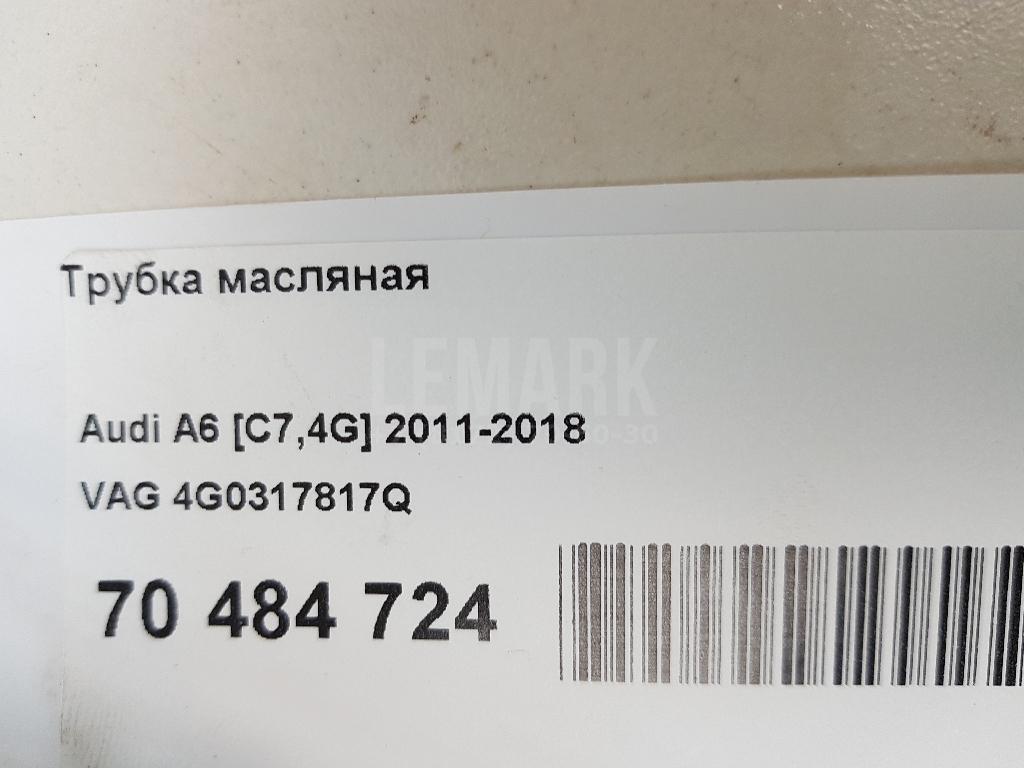 Трубка масляная
LEMARK
Audi A6 [C7,4G] 2011-2018
VAG 4G0317817Q
70 484 724